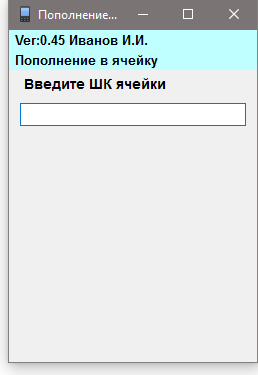 Пополнение...
Ver:0.45 Иванов И.И.
Пополнение в ячейку
Введите ШК ячейки